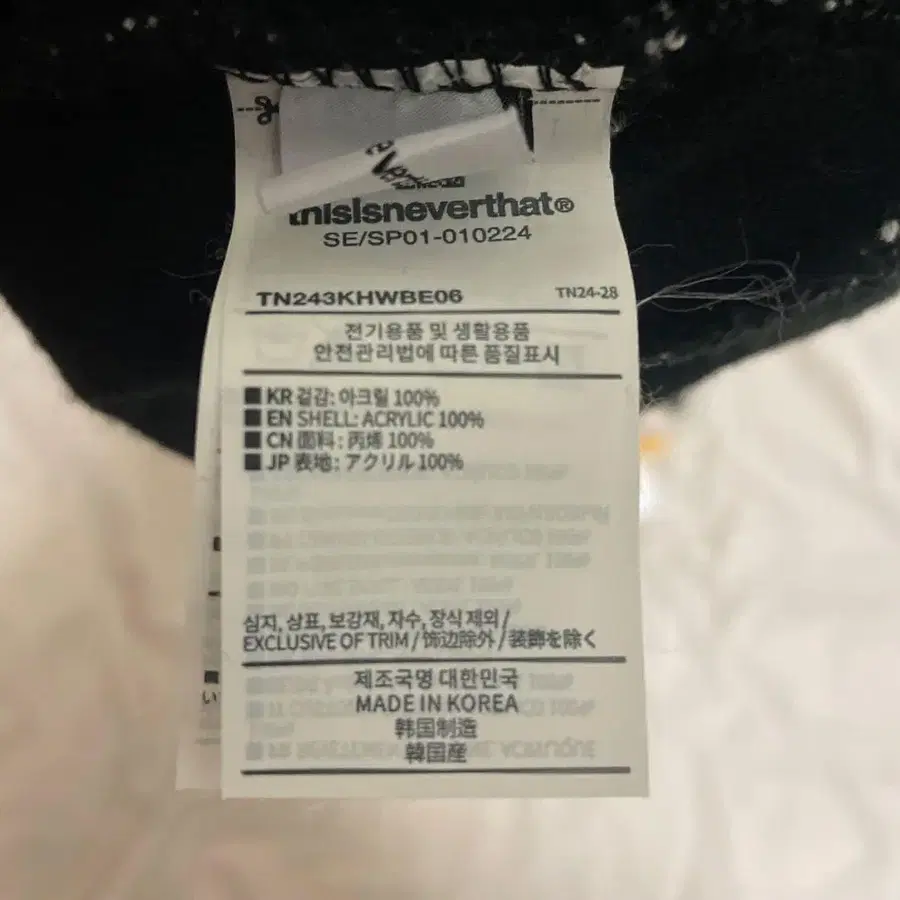 thisisneverthat®
SE/SP01-010224
TN243KHWBE06 TN24-28
전기용품 및 생활용품
안전관리법에 따른 품질표시
■ KR 겉감: 아크릴 100%
■ EN SHELL: ACRYLIC 100%
■ CN 面料: 丙烯 100%
■ JP 表地: アクリル 100%
심지, 상표, 보강재, 자수, 장식 제외 /
EXCLUSIVE OF TRIM / 饰边除外 / 装飾を除く
제조국명 대한민국
MADE IN KOREA
韩国制造
韓国産